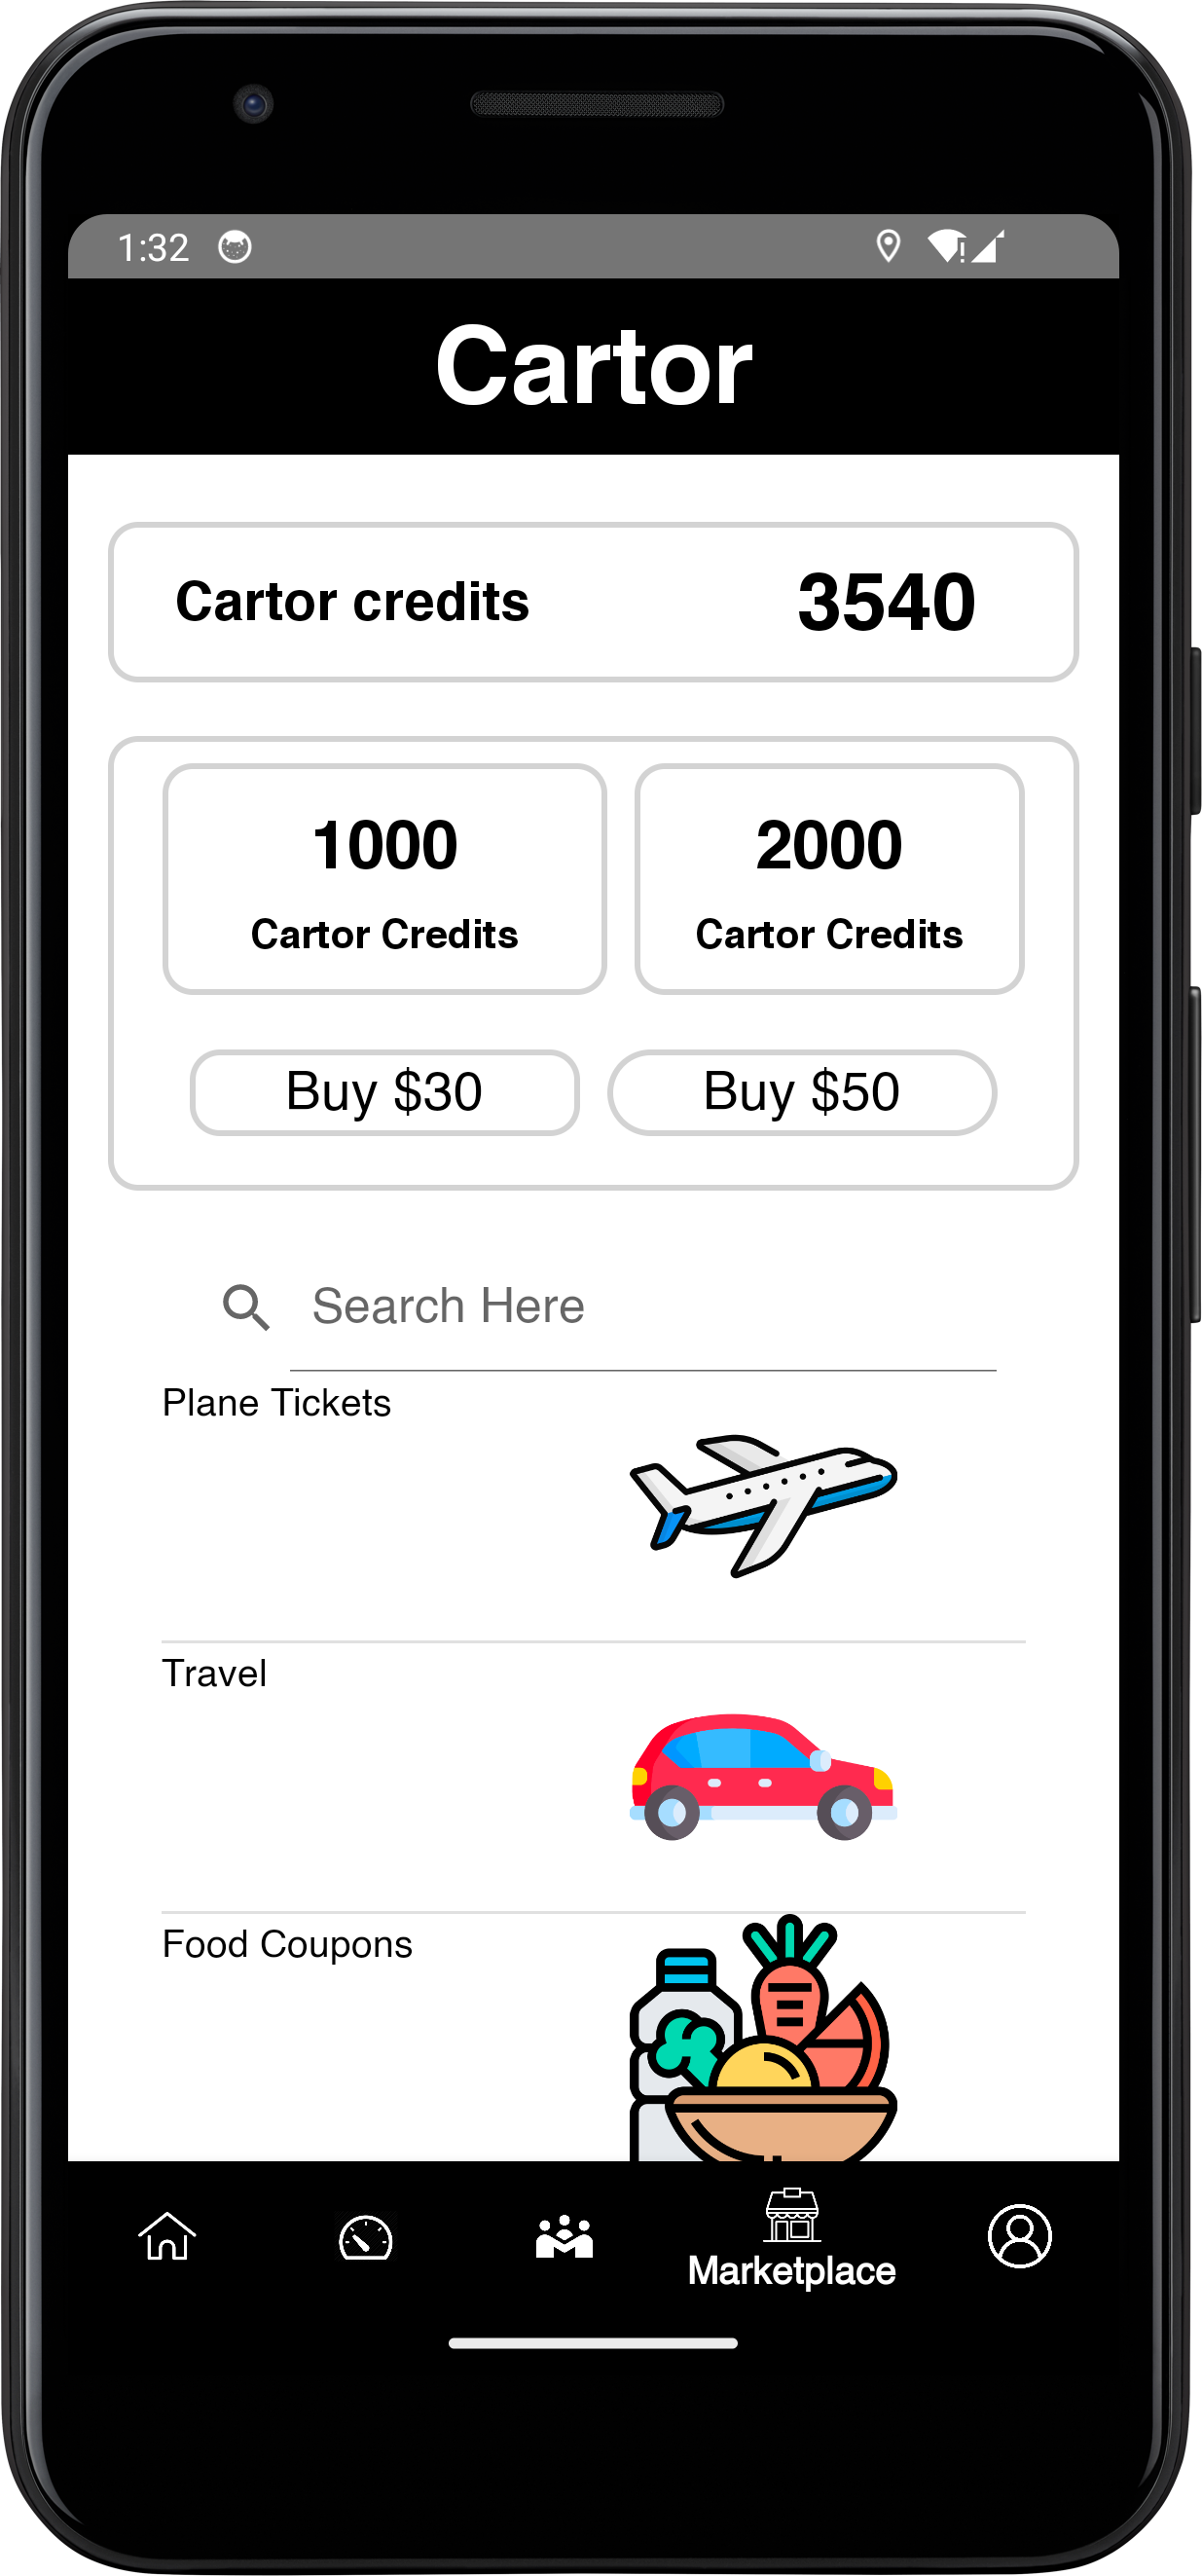 1:32
Cartor
Cartor credits 3540
1000 2000
Cartor Credits Cartor Credits
Buy $30 Buy $50
Search Here
Plane Tickets
Travel
Food Coupons
Marketplace